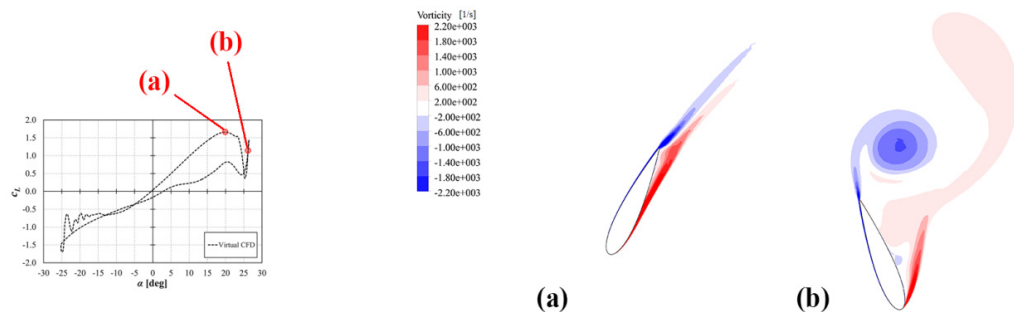 (b)
(a)
2.0
1.5
1.0
0.5
0.0
-0.5
-1.0
-1.5
-2.0
cL
-30 -25 -20 -15 -10 -5 0 5 10 15 20 25 30
α [deg]
Virtual CFD
Vorticity [1/s]
2.20e+003
1.80e+003
1.40e+003
1.00e+003
6.00e+002
2.00e+002
-2.00e+002
-6.00e+002
-1.00e+003
-1.40e+003
-1.80e+003
-2.20e+003
(a)
(b)